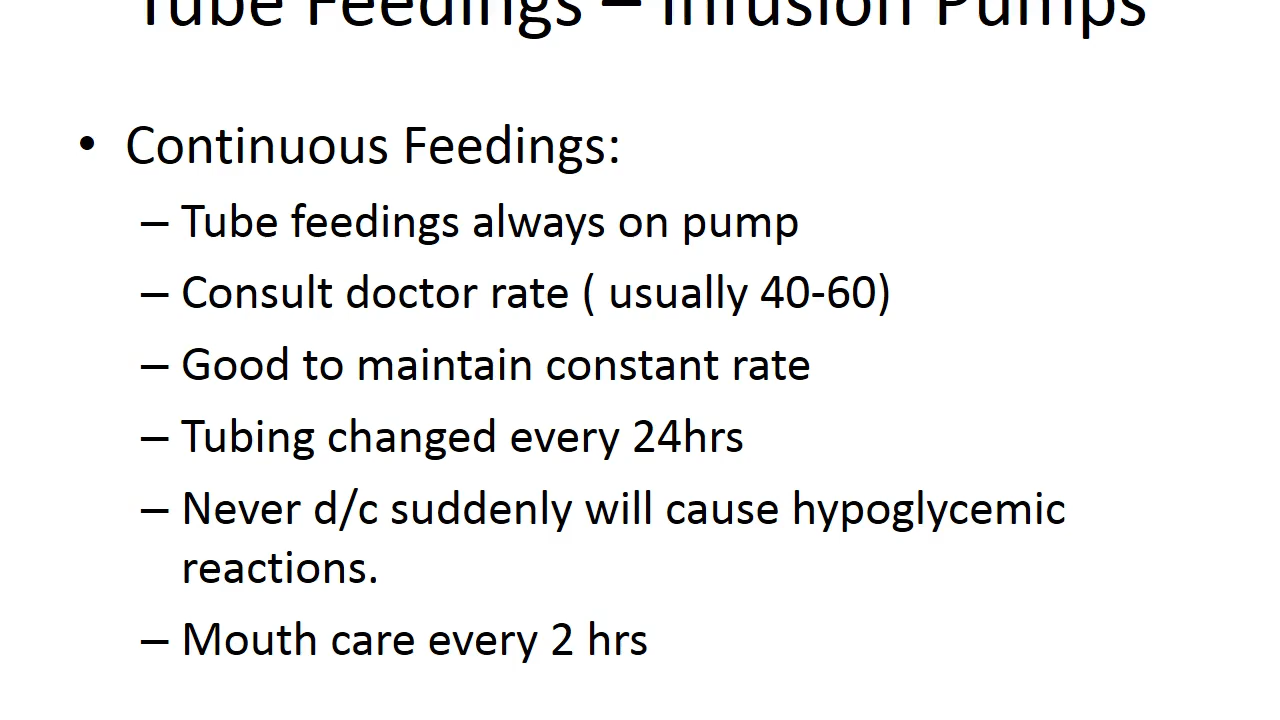 Tube Feedings – Infusion Pumps
• Continuous Feedings:
– Tube feedings always on pump
– Consult doctor rate ( usually 40-60)
– Good to maintain constant rate
– Tubing changed every 24hrs
– Never d/c suddenly will cause hypoglycemic
reactions.
– Mouth care every 2 hrs